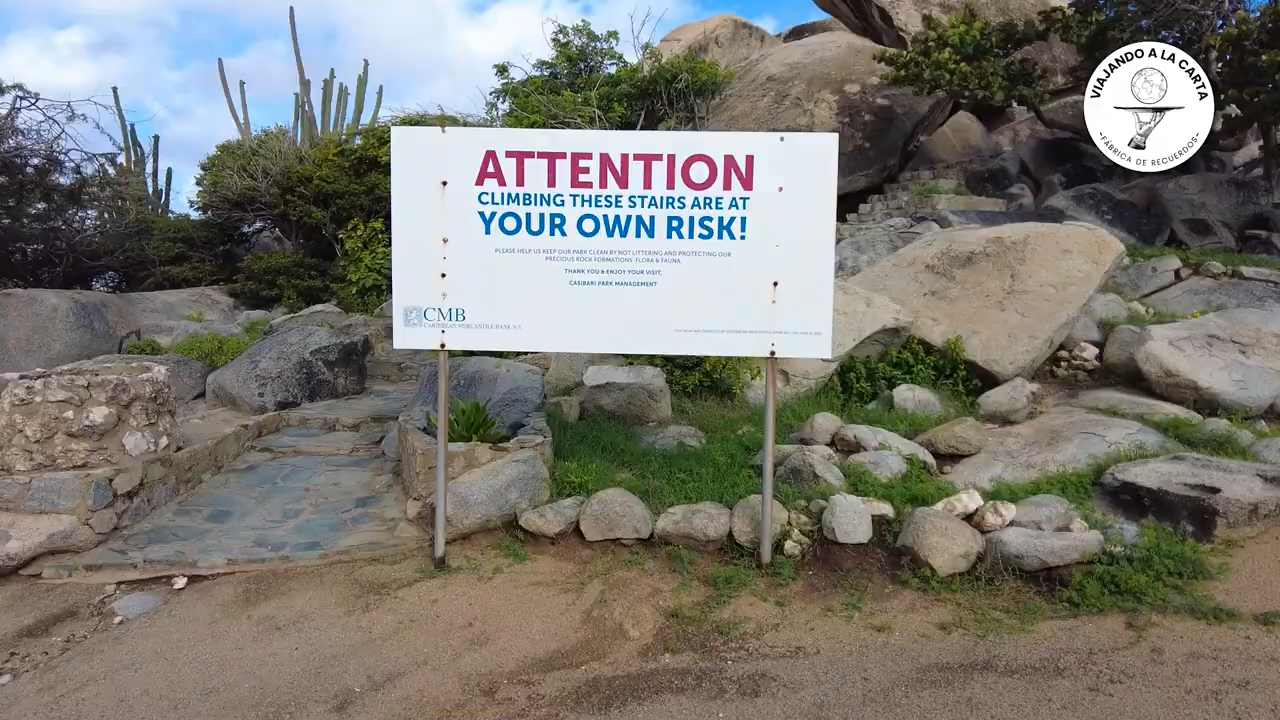 ATTENTION
CLIMBING THESE STAIRS ARE AT
YOUR OWN RISK!
PLEASE HELP US KEEP OUR PARK CLEAN BY NOT LITTERING AND PROTECTING OUR
PRECIOUS ROCK FORMATIONS FLORA & FAUNA.
THANK YOU & ENJOY YOUR VISIT,
CASIBARI PARK MANAGEMENT
CMB
CARIBBEAN MERCANTILE BANK N.V.
VIAJANDO A LA CARTA
-FÁBRICA DE RECUERDOS-